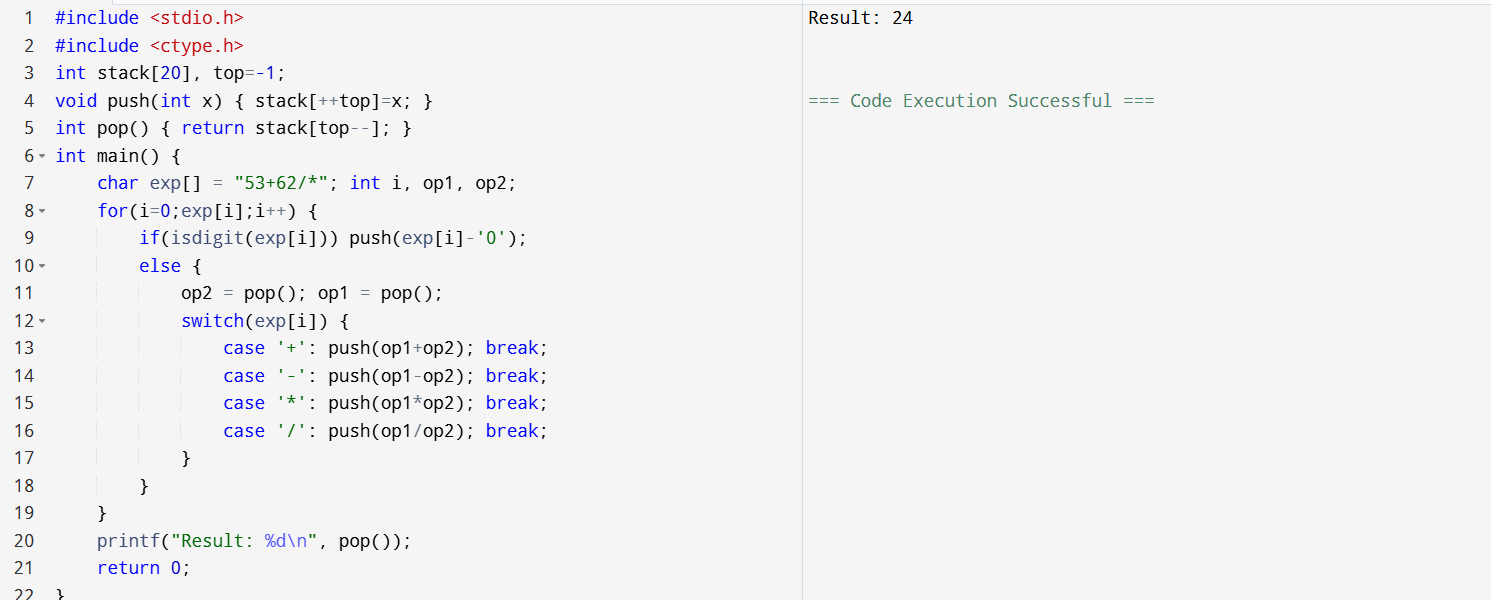 1 #include <stdio.h>
2 #include <ctype.h>
3 int stack[20], top=-1;
4 void push(int x) { stack[++top]=x; }
5 int pop() { return stack[top--]; }
6 int main() {
7     char exp[] = "53+62/*"; int i, op1, op2;
8     for(i=0;exp[i];i++) {
9         if(isdigit(exp[i])) push(exp[i]-'0');
10         else {
11             op2 = pop(); op1 = pop();
12             switch(exp[i]) {
13                 case '+': push(op1+op2); break;
14                 case '-': push(op1-op2); break;
15                 case '*': push(op1*op2); break;
16                 case '/': push(op1/op2); break;
17             }
18         }
19     }
20     printf("Result: %d\n", pop());
21     return 0;
22 }
Result: 24
=== Code Execution Successful ===